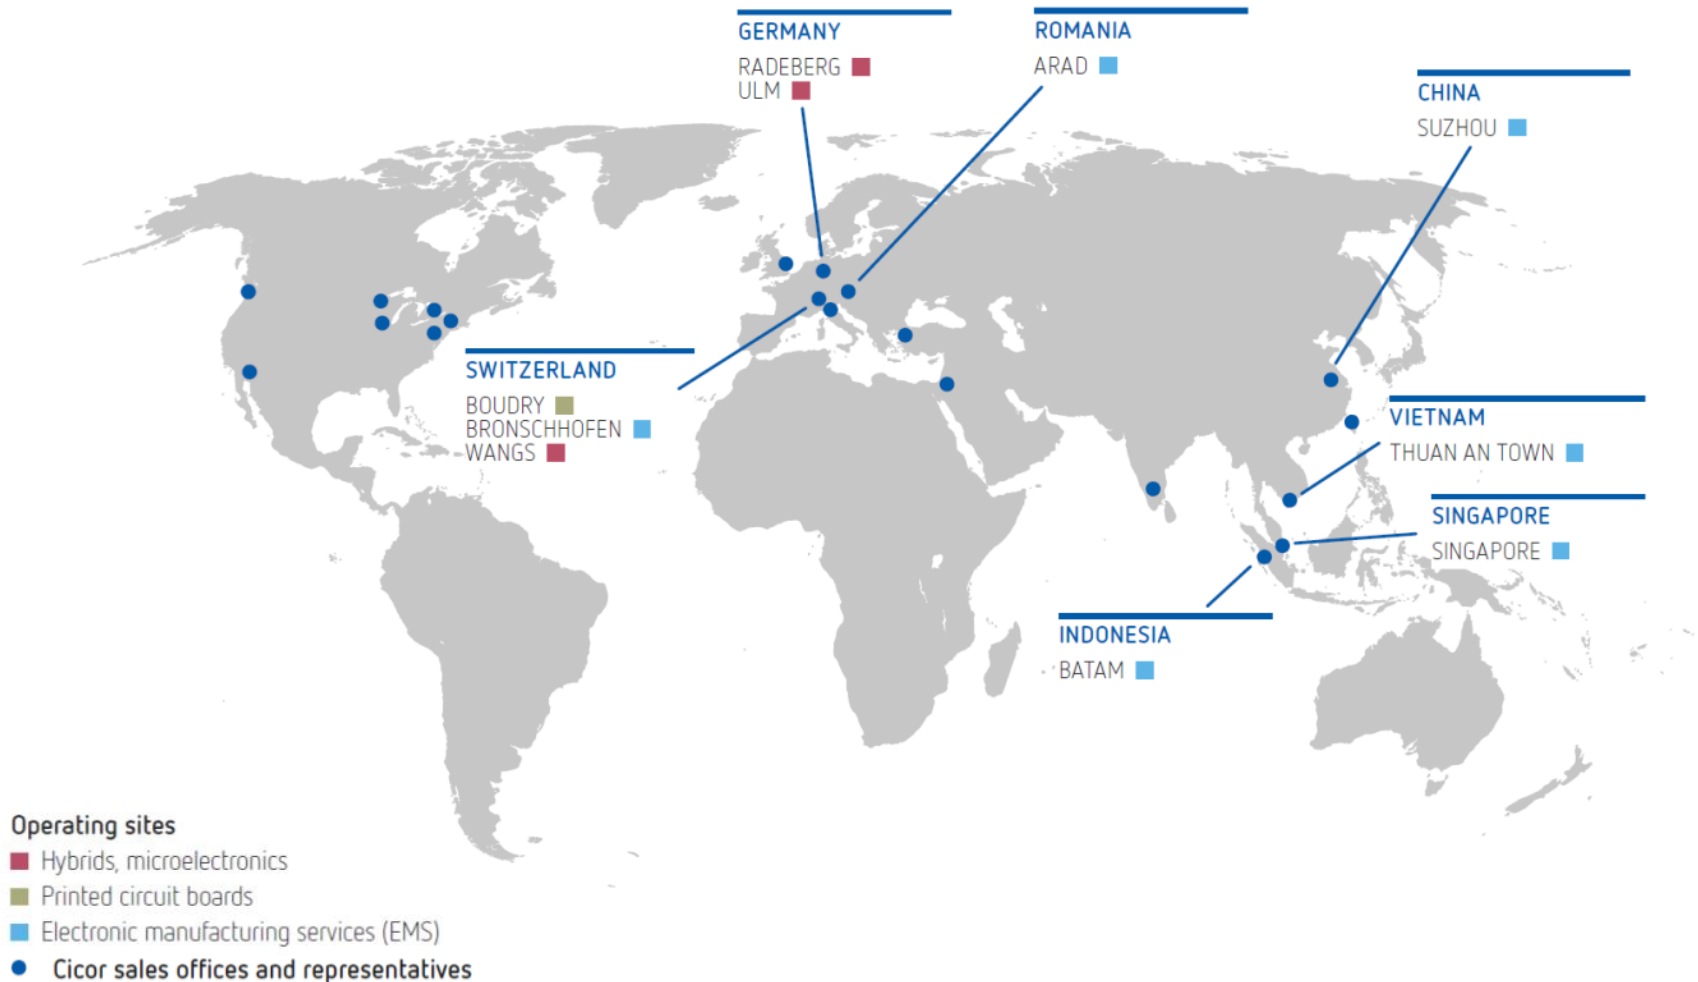 GERMANY
RADEBERG
ULM
ROMANIA
ARAD
CHINA
SUZHOU
SWITZERLAND
BOUDRY
BRONSCHHOFEN
WANGS
VIETNAM
THUAN AN TOWN
SINGAPORE
SINGAPORE
INDONESIA
BATAM
Operating sites
Hybrids, microelectronics
Printed circuit boards
Electronic manufacturing services (EMS)
Cicor sales offices and representatives